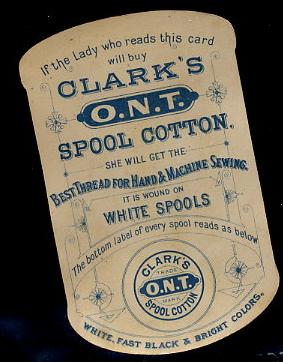 If the Lady who reads this card
will buy
CLARK'S
O.N.T.
SPOOL COTTON.
SHE WILL GET THE
BEST THREAD FOR HAND & MACHINE SEWING.
IT IS WOUND ON
WHITE SPOOLS
The bottom label of every spool reads as below
CLARK'S
TRADE
O.N.T.
MARK
SPOOL COTTON
WHITE, FAST BLACK & BRIGHT COLORS.